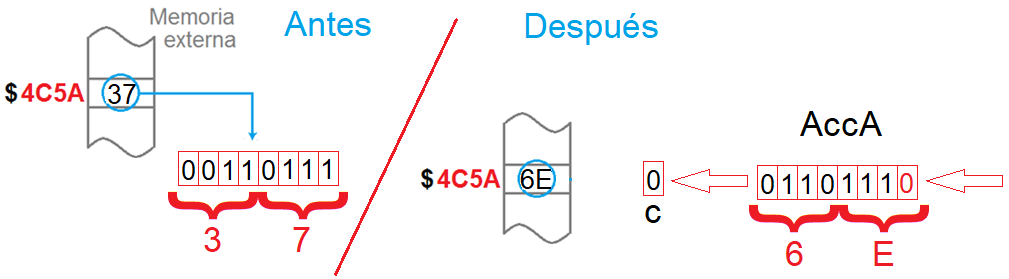 Memoria
externa
Antes
$4C5A 37
00110111
3 7
Después
$4C5A 6E
AccA
0 01101110
c
6 E